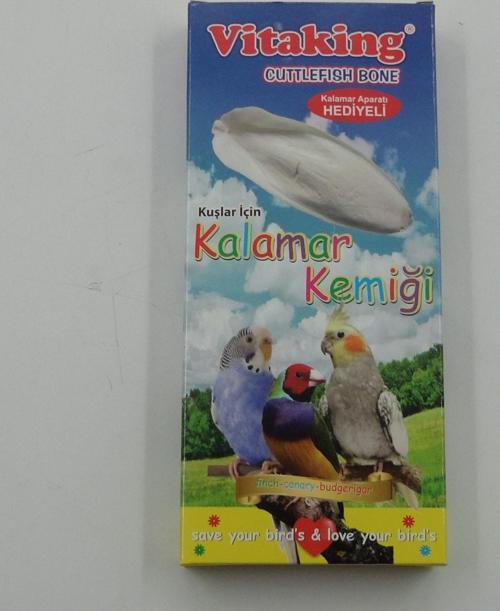 Vitaking®
CUTTLEFISH BONE
Kalamar Aparatı
HEDİYELİ
Kuşlar İçin
Kalamar
Kemiği
finch-canary-budgerigar
save your bird's & love your bird's